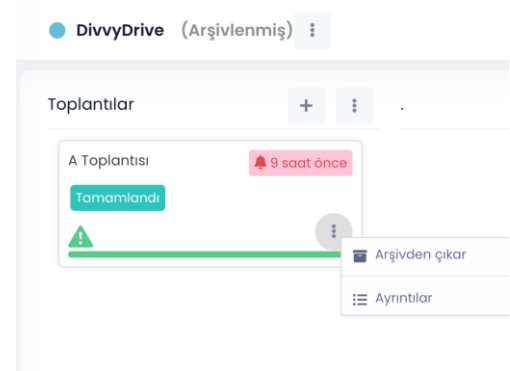 DivvyDrive (Arşivlenmiş)
Toplantılar
.
A Toplantısı
9 saat önce
Tamamlandı
Arşivden çıkar
Ayrıntılar